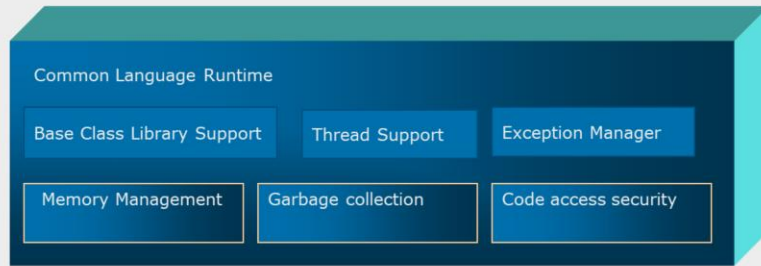 Common Language Runtime
Base Class Library Support
Thread Support
Exception Manager
Memory Management
Garbage collection
Code access security